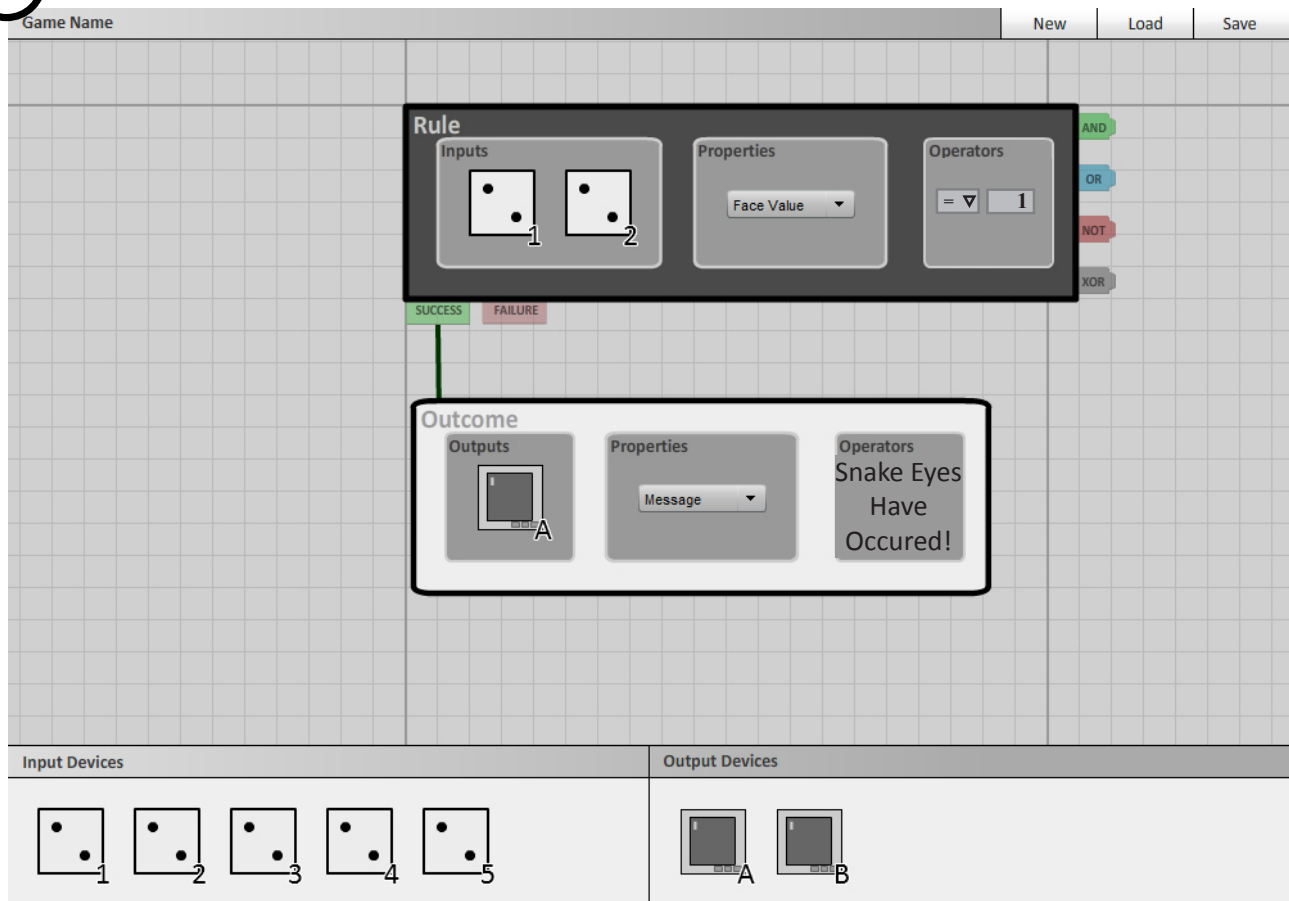 Game Name
New
Load
Save
Rule
Inputs
Properties
Operators
1
2
Face Value
= 1
AND
OR
NOT
XOR
SUCCESS
FAILURE
Outcome
Outputs
Properties
Operators
A
Message
Snake Eyes
Have
Occured!
Input Devices
Output Devices
1
2
3
4
5
A
B